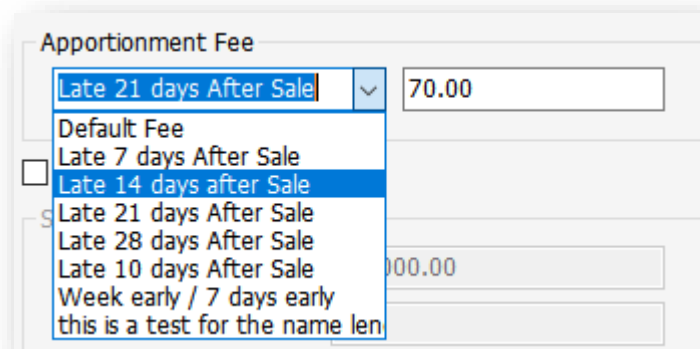 Apportionment Fee
Late 21 days After Sale 70.00
Default Fee
Late 7 days After Sale
Late 14 days after Sale
Late 21 days After Sale
Late 28 days After Sale
Late 10 days After Sale 000.00
Week early / 7 days early
this is a test for the name len